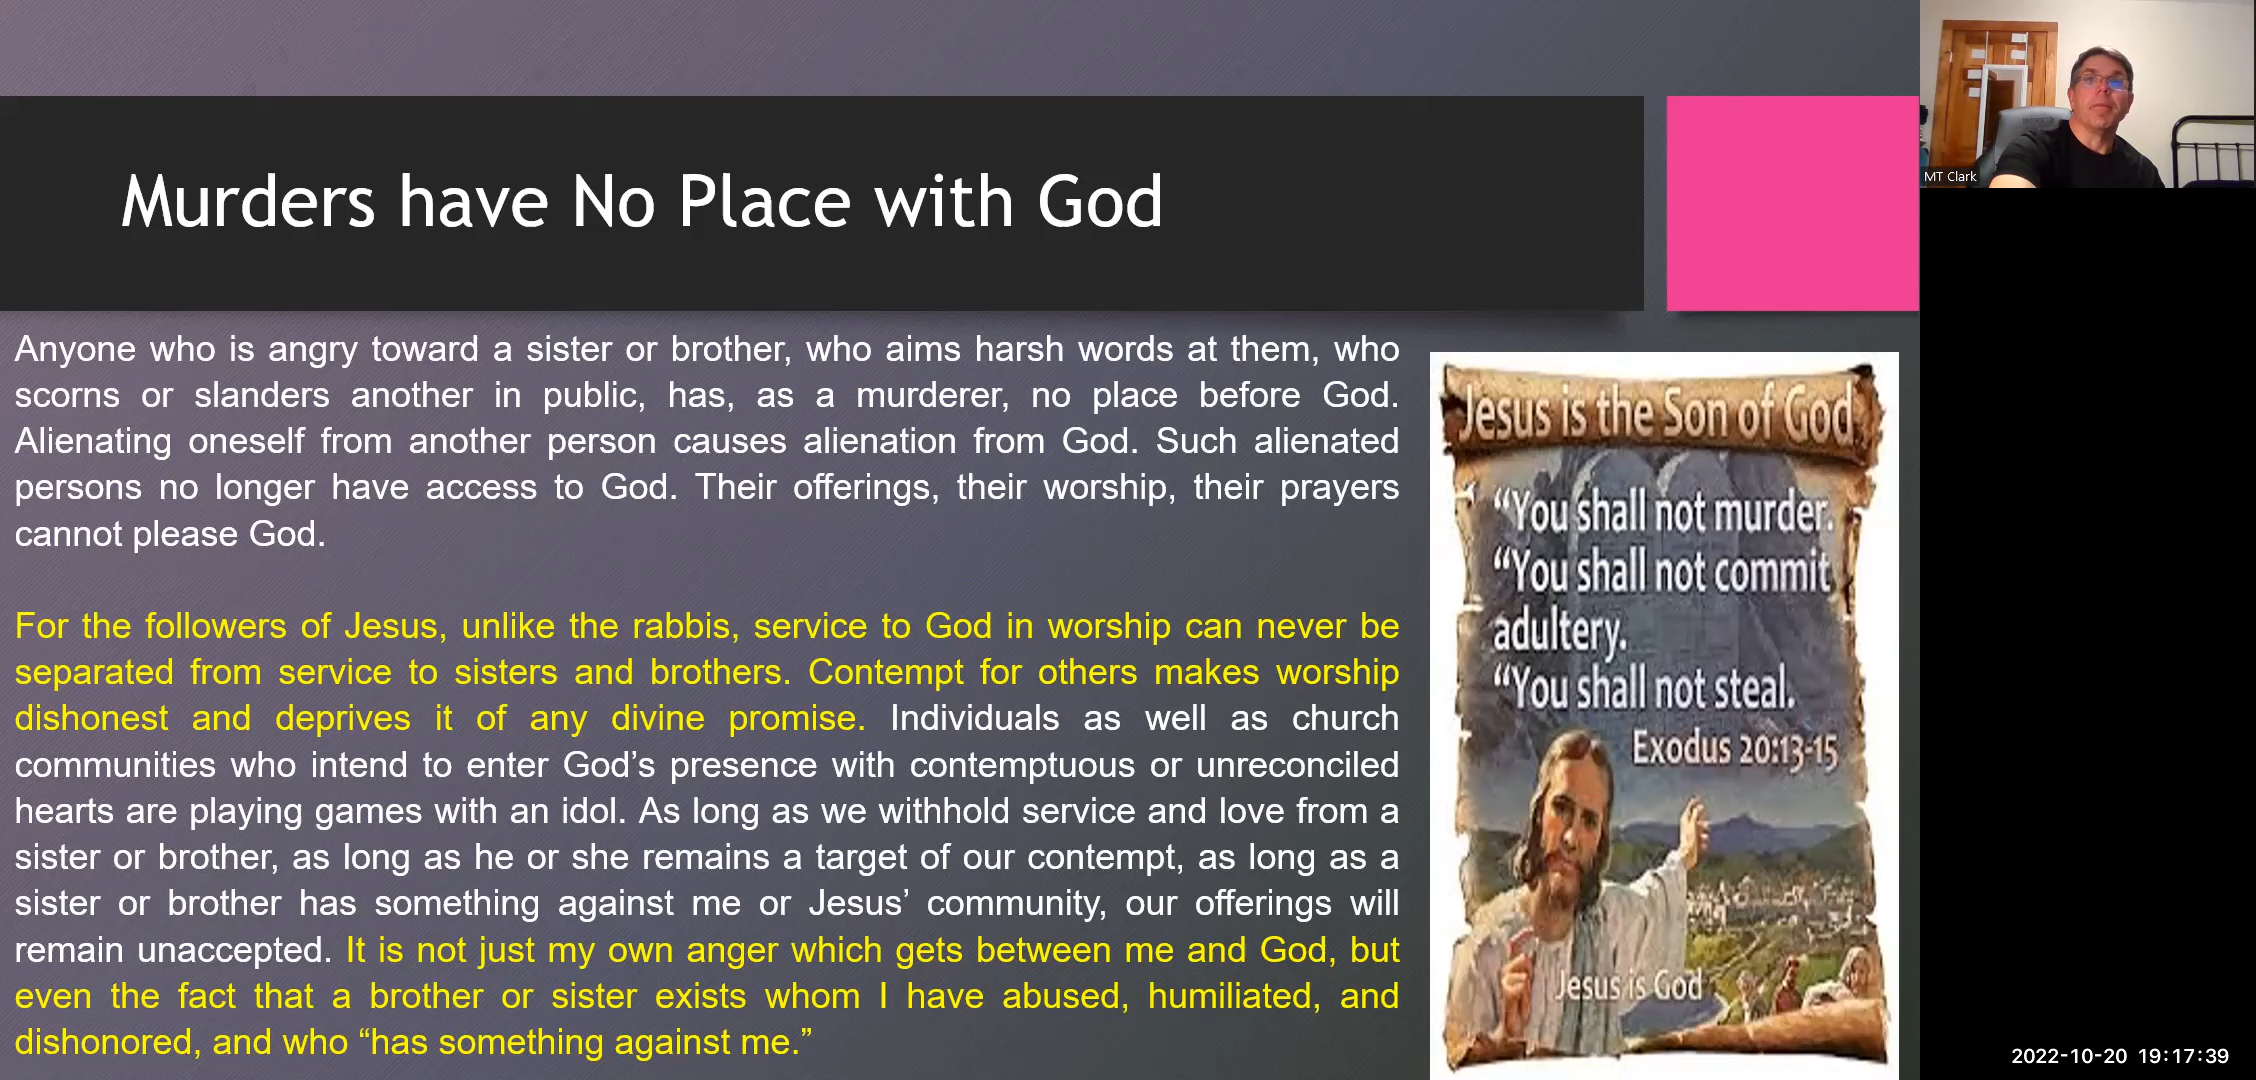 Murders have No Place with God
MT Clark
Anyone who is angry toward a sister or brother, who aims harsh words at them, who
scorns or slanders another in public, has, as a murderer, no place before God.
Alienating oneself from another person causes alienation from God. Such alienated
persons no longer have access to God. Their offerings, their worship, their prayers
cannot please God.
For the followers of Jesus, unlike the rabbis, service to God in worship can never be
separated from service to sisters and brothers. Contempt for others makes worship
dishonest and deprives it of any divine promise. Individuals as well as church
communities who intend to enter God’s presence with contemptuous or unreconciled
hearts are playing games with an idol. As long as we withhold service and love from a
sister or brother, as long as he or she remains a target of our contempt, as long as a
sister or brother has something against me or Jesus’ community, our offerings will
remain unaccepted. It is not just my own anger which gets between me and God, but
even the fact that a brother or sister exists whom I have abused, humiliated, and
dishonored, and who “has something against me.”
Jesus is the Son of God
“You shall not murder.
“You shall not commit
adultery.
“You shall not steal.
Exodus 20:13-15
Jesus is God
2022-10-20 19:17:39